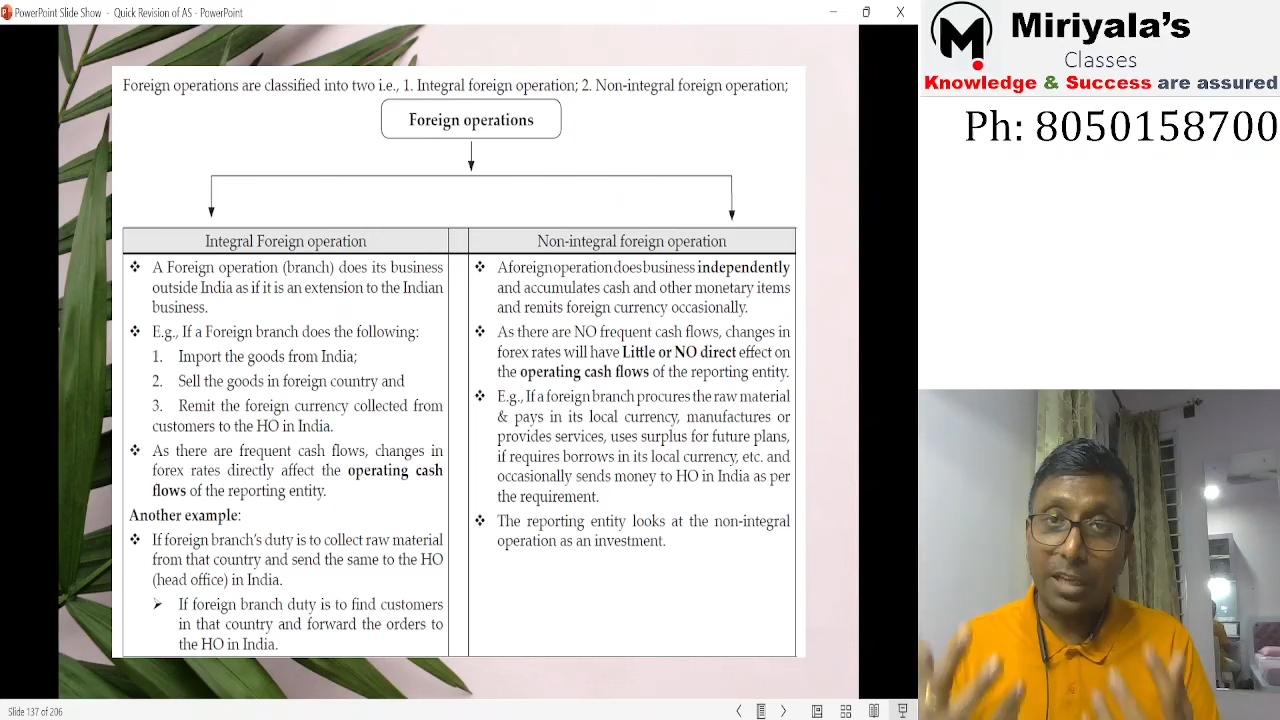 PowerPoint Slide Show - Quick Revision of AS - PowerPoint
Miriyala's
Classes
Knowledge & Success are assured
Ph: 8050158700
Foreign operations are classified into two i.e., 1. Integral foreign operation; 2. Non-integral foreign operation;
Foreign operations
Integral Foreign operation
❖ A Foreign operation (branch) does its business
outside India as if it is an extension to the Indian
business.
❖ E.g., If a Foreign branch does the following:
1. Import the goods from India;
2. Sell the goods in foreign country and
3. Remit the foreign currency collected from
customers to the HO in India.
❖ As there are frequent cash flows, changes in
forex rates directly affect the operating cash
flows of the reporting entity.
Another example:
❖ If foreign branch's duty is to collect raw material
from that country and send the same to the HO
(head office) in India.
➢ If foreign branch duty is to find customers
in that country and forward the orders to
the HO in India.
Non-integral foreign operation
❖ A foreign operation does business independently
and accumulates cash and other monetary items
and remits foreign currency occasionally.
❖ As there are NO frequent cash flows, changes in
forex rates will have Little or NO direct effect on
the operating cash flows of the reporting entity.
❖ E.g., If a foreign branch procures the raw material
& pays in its local currency, manufactures or
provides services, uses surplus for future plans,
if requires borrows in its local currency, etc. and
occasionally sends money to HO in India as per
the requirement.
❖ The reporting entity looks at the non-integral
operation as an investment.
Slide 137 of 206